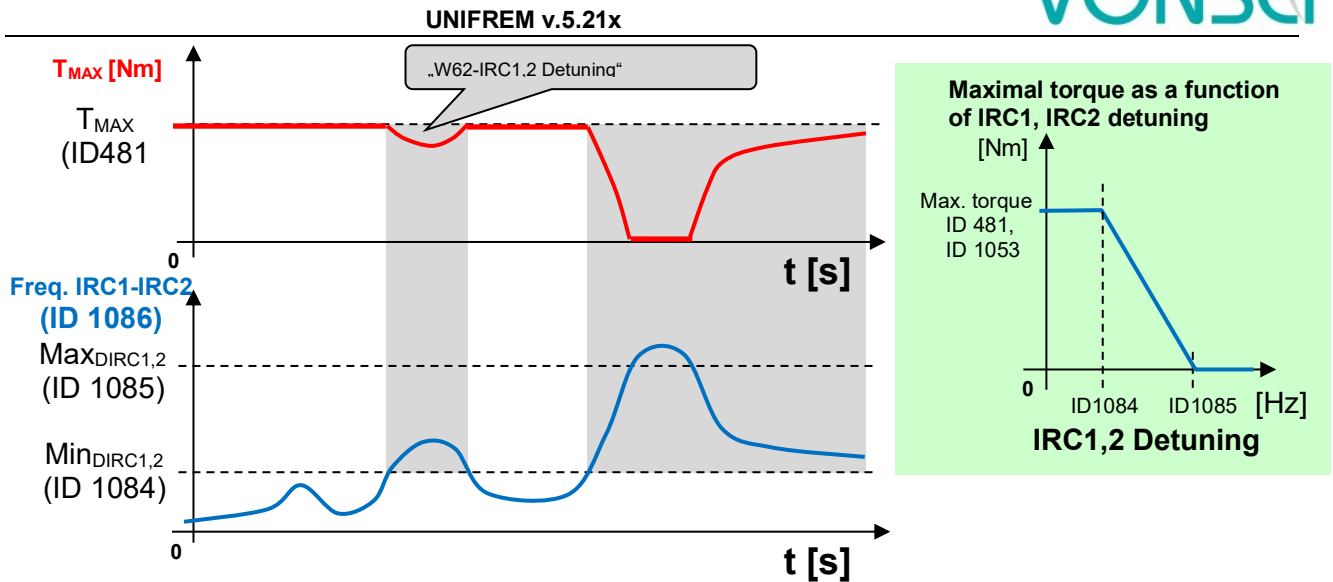 VONSCH
UNIFREM v.5.21x
TMAX [Nm]
TMAX
(ID481
„W62-IRC1,2 Detuning“
0
t [s]
Freq. IRC1-IRC2
(ID 1086)
MaxDIRC1,2
(ID 1085)
MinDIRC1,2
(ID 1084)
0
t [s]
Maximal torque as a function
of IRC1, IRC2 detuning
[Nm]
Max. torque
ID 481,
ID 1053
0
ID1084 ID1085 [Hz]
IRC1,2 Detuning